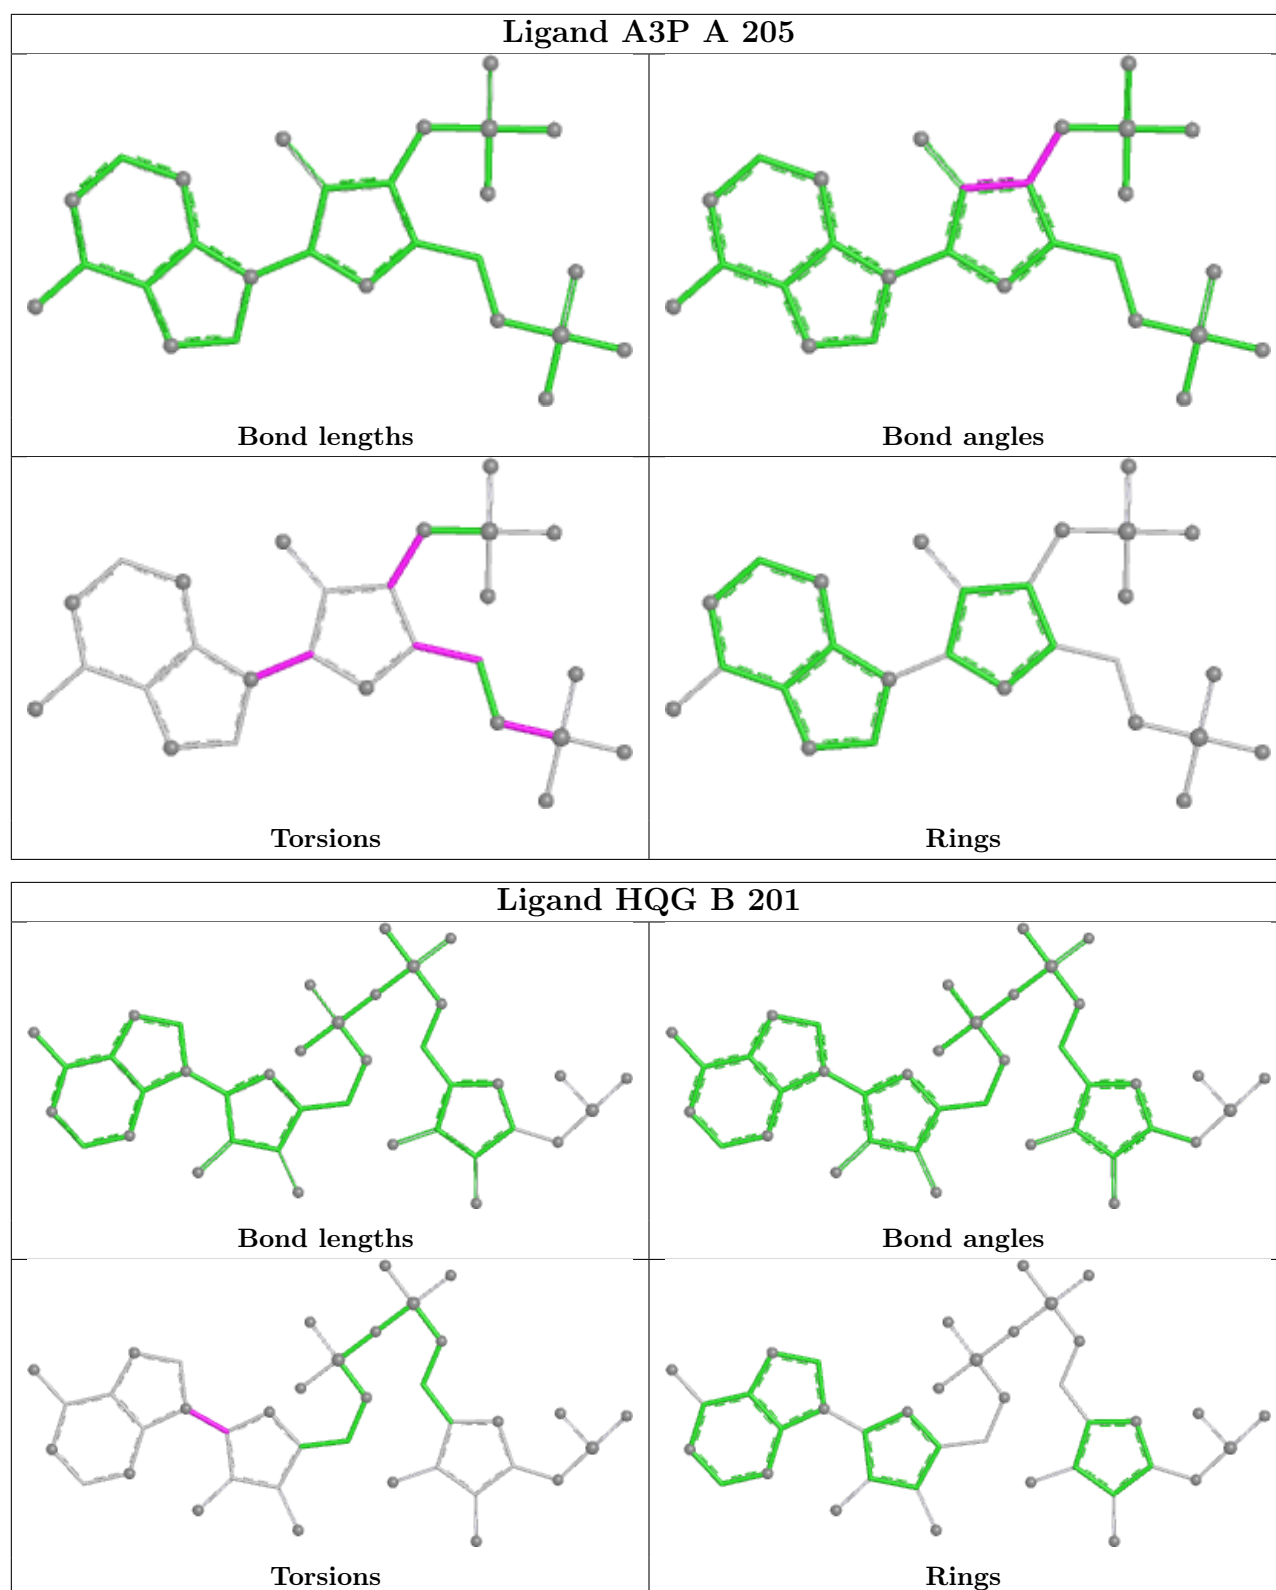 Ligand A3P A 205
Bond lengths
Bond angles
Torsions
Rings
Ligand HQG B 201
Bond lengths
Bond angles
Torsions
Rings